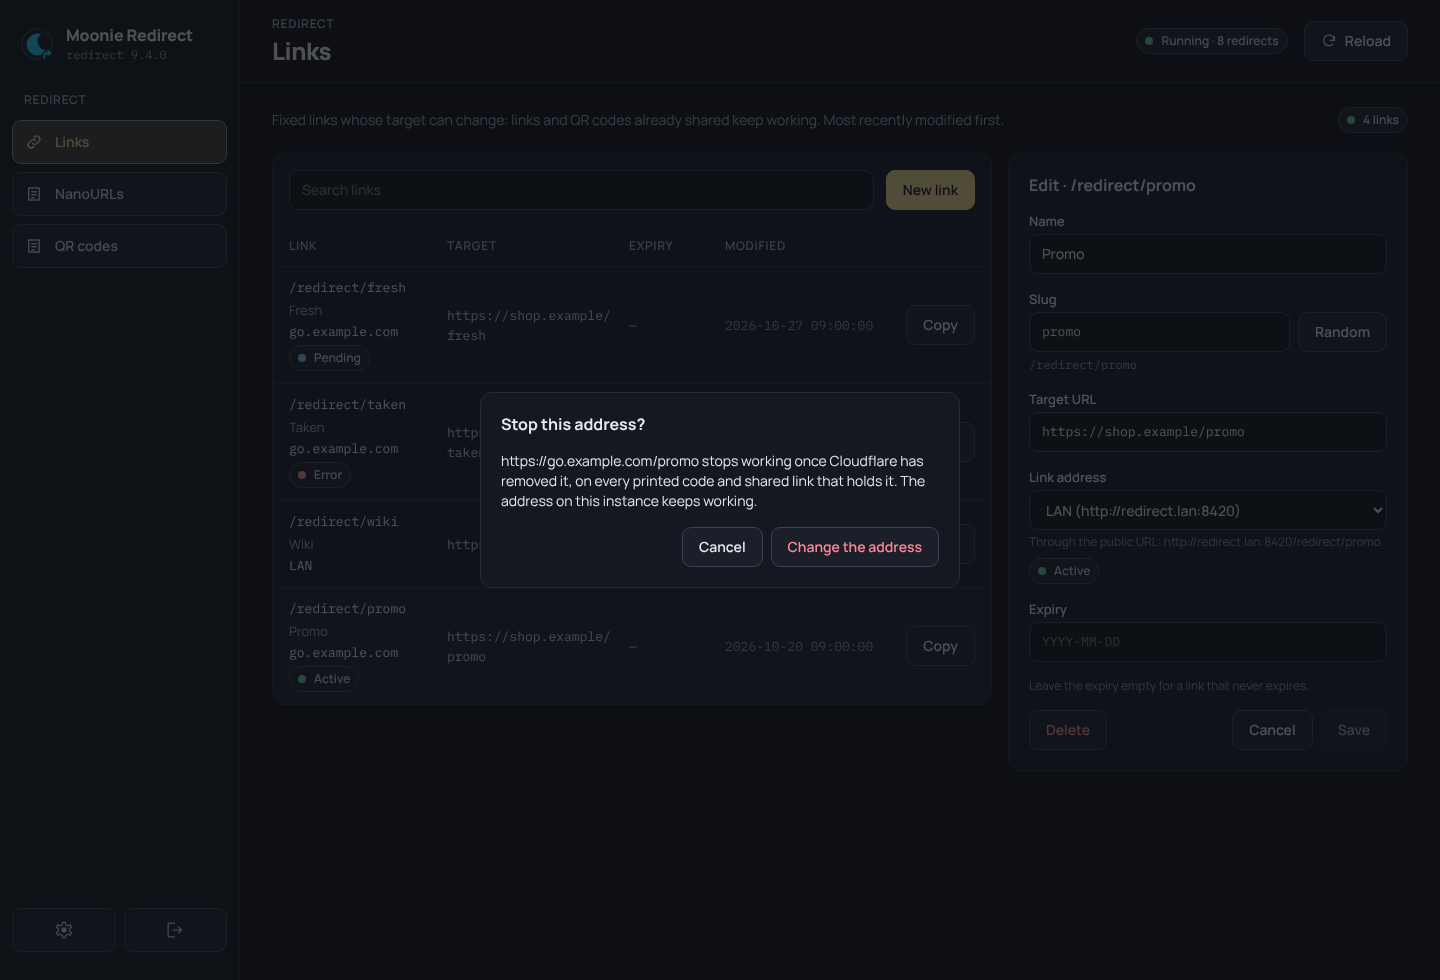 Moonie Redirect
redirect 9.4.0
REDIRECT
Links
NanoURLs
QR codes
REDIRECT
Links
Running · 8 redirects
Reload
Fixed links whose target can change: links and QR codes already shared keep working. Most recently modified first.
4 links
Search links
New link
LINK TARGET EXPIRY MODIFIED
/redirect/fresh
Fresh
go.example.com
Pending
https://shop.example/
fresh
—
2026-10-27 09:00:00
Copy
/redirect/taken
Taken
go.example.com
Error
/redirect/wiki
Wiki
LAN
/redirect/promo
Promo
go.example.com
Active
https://shop.example/
promo
—
2026-10-20 09:00:00
Copy
Stop this address?
https://go.example.com/promo stops working once Cloudflare has
removed it, on every printed code and shared link that holds it. The
address on this instance keeps working.
Cancel
Change the address
Edit · /redirect/promo
Name
Promo
Slug
promo
Random
/redirect/promo
Target URL
https://shop.example/promo
Link address
LAN (http://redirect.lan:8420)
Through the public URL: http://redirect.lan:8420/redirect/promo
Active
Expiry
YYYY-MM-DD
Leave the expiry empty for a link that never expires.
Delete
Cancel
Save